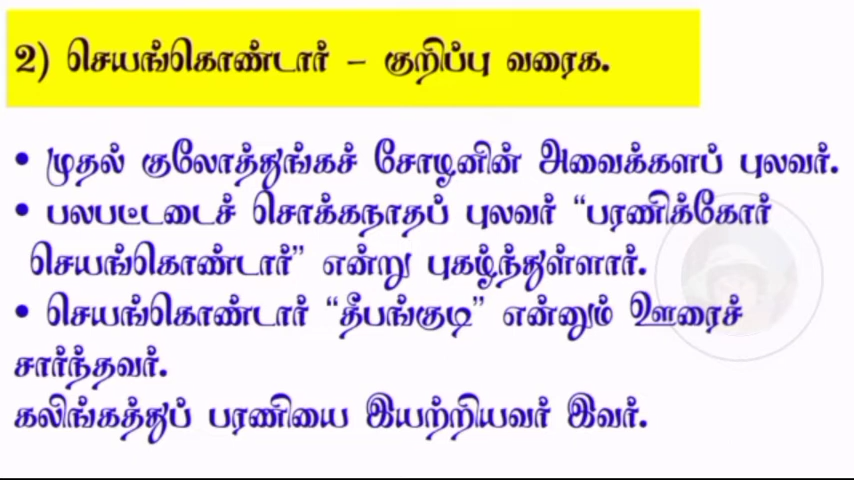 2) செயங்கொண்டார் – குறிப்பு வரைக.
• முதல் குலோத்துங்கச் சோழனின் அவைக்களப் புலவர்.
• பலபட்டடைச் சொக்கநாதப் புலவர் “பரணிக்கோர்
செயங்கொண்டார்” என்று புகழ்ந்துள்ளார்.
• செயங்கொண்டார் “தீபங்குடி” என்னும் ஊரைச்
சார்ந்தவர்.
கலிங்கத்துப் பரணியை இயற்றியவர் இவர்.